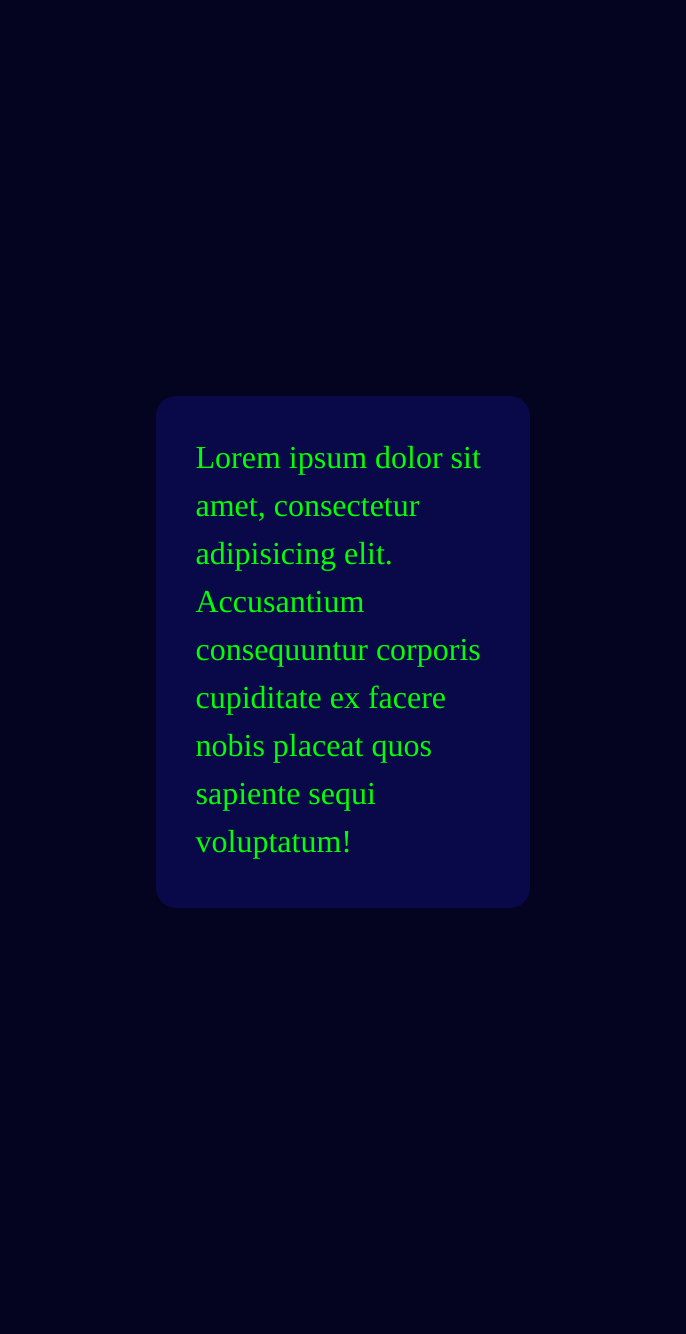 Lorem ipsum dolor sit
amet, consectetur
adipisicing elit.
Accusantium
consequuntur corporis
cupiditate ex facere
nobis placeat quos
sapiente sequi
voluptatum!